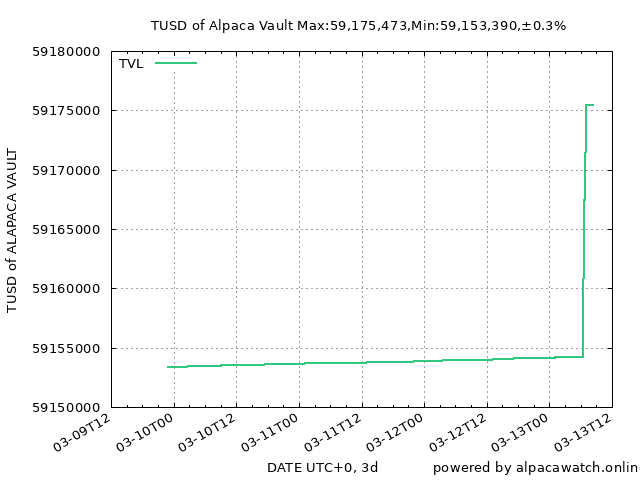 TUSD of Alpaca Vault Max:59,175,473,Min:59,153,390,±0.3%
59180000
TVL
59175000
59170000
59165000
59160000
59155000
59150000
TUSD of ALAPACA VAULT
03-09T12
03-10T00
03-10T12
03-11T00
03-11T12
03-12T00
03-12T12
03-13T00
03-13T12
DATE UTC+0, 3d
powered by alpacawatch.onlin